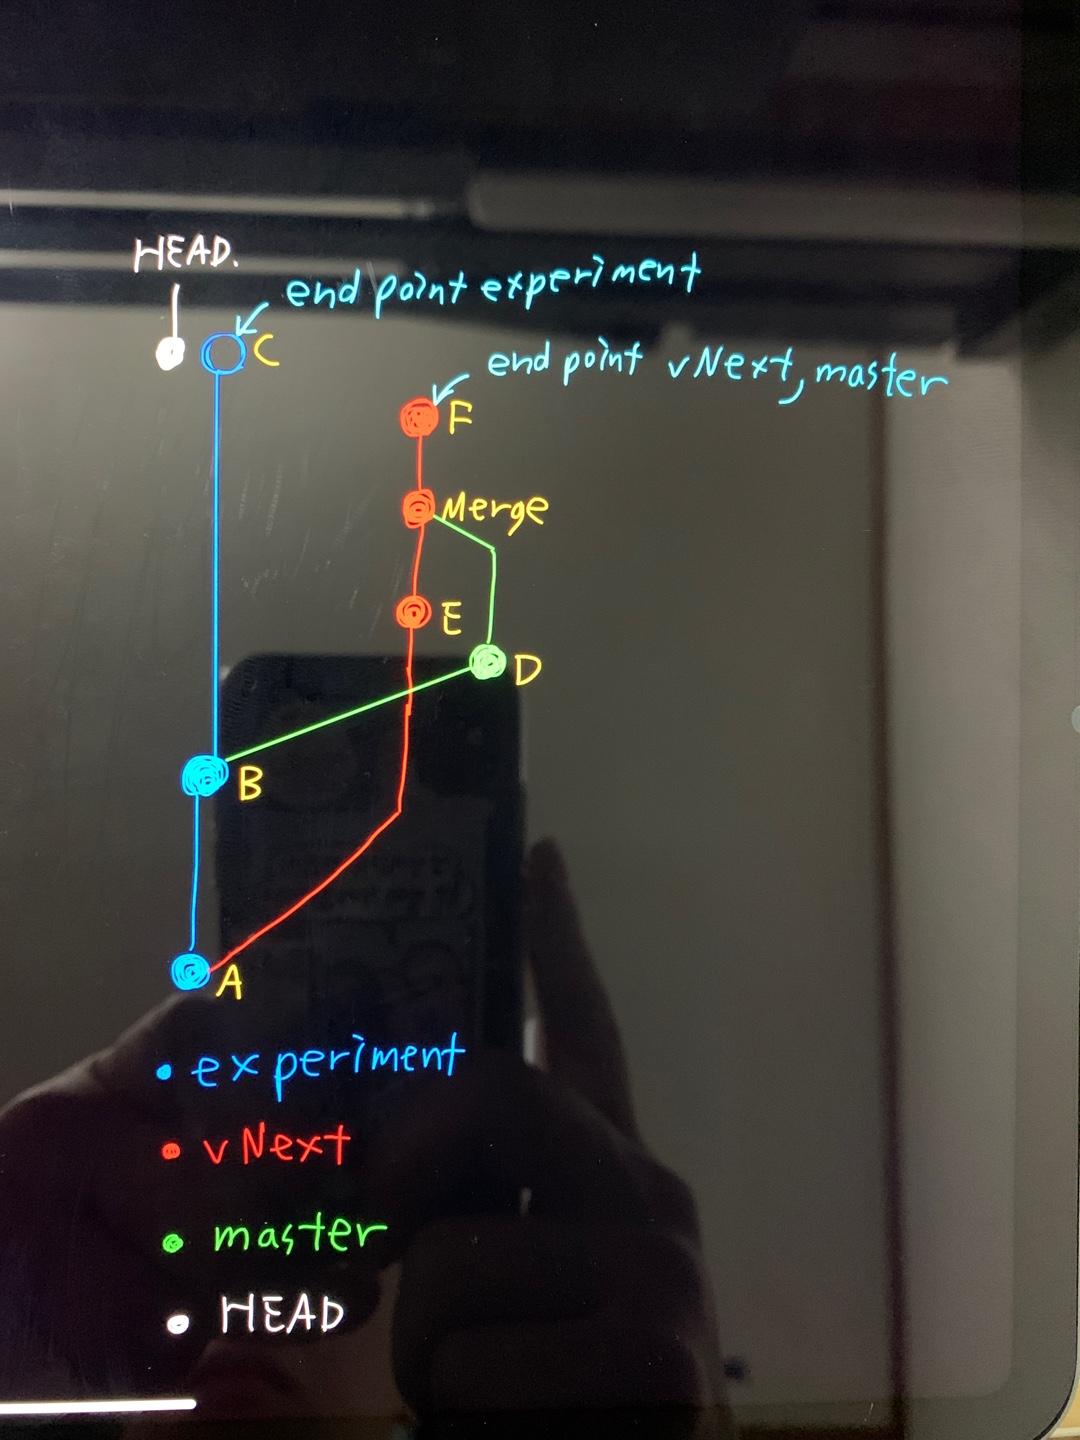 HEAD.
end point experiment
C
end point vNext, master
F
Merge
E
D
B
A
• experiment
• vNext
• master
• HEAD